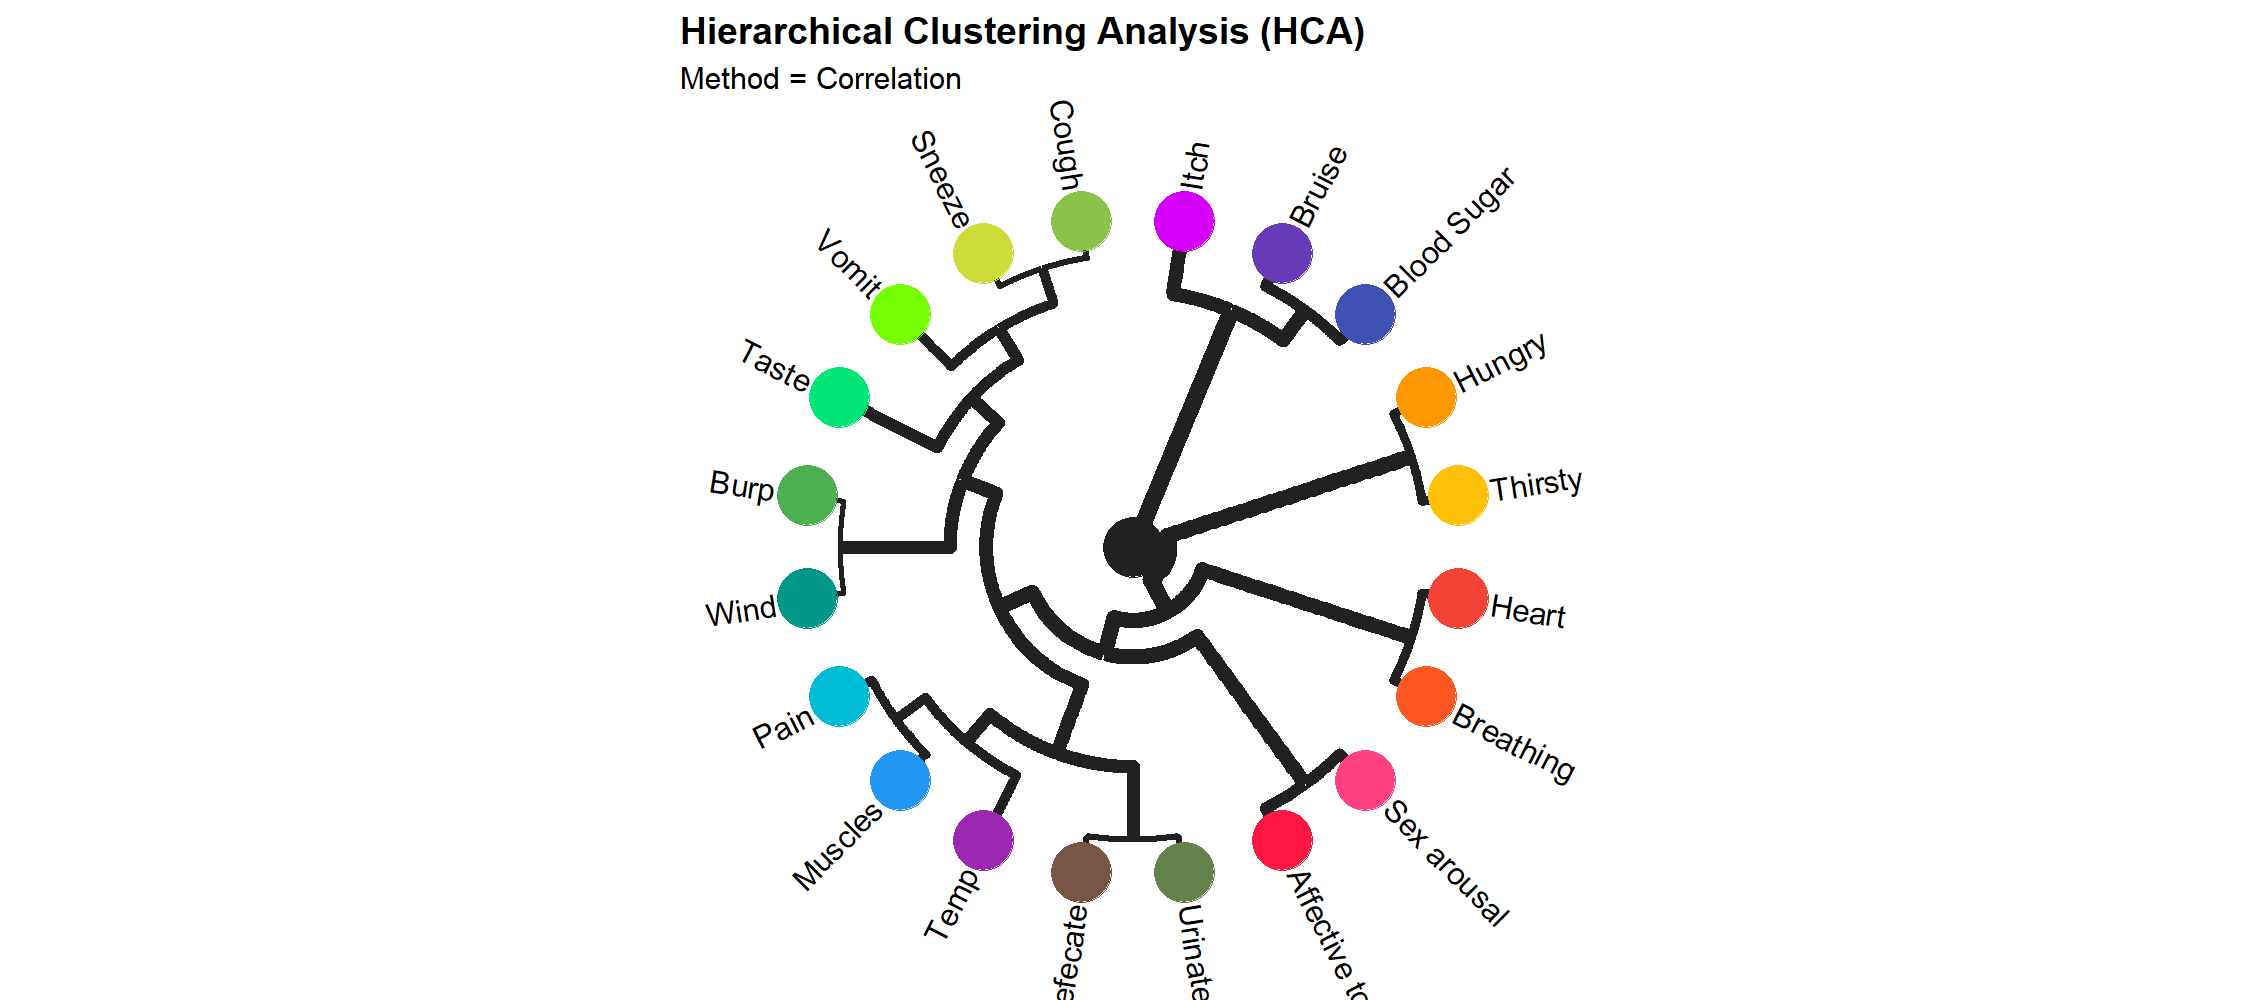 Hierarchical Clustering Analysis (HCA)
Method = Correlation
Cough
Itch
Sneeze
Bruise
Vomit
Blood Sugar
Taste
Hungry
Burp
Thirsty
Wind
Heart
Pain
Breathing
Muscles
Sex arousal
Temp
efecate
Urinate
Affective